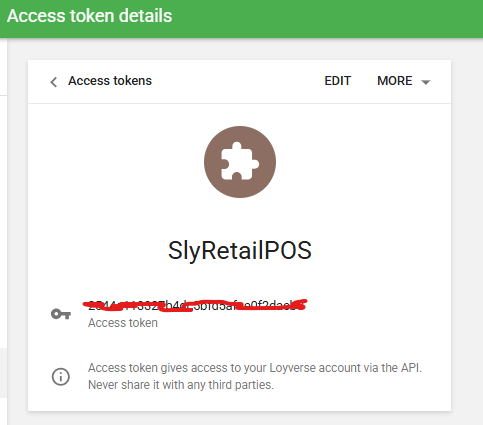 Access token details
Access tokens
EDIT
MORE
SlyRetailPOS
Access token
Access token gives access to your Loyverse account via the API.
Never share it with any third parties.